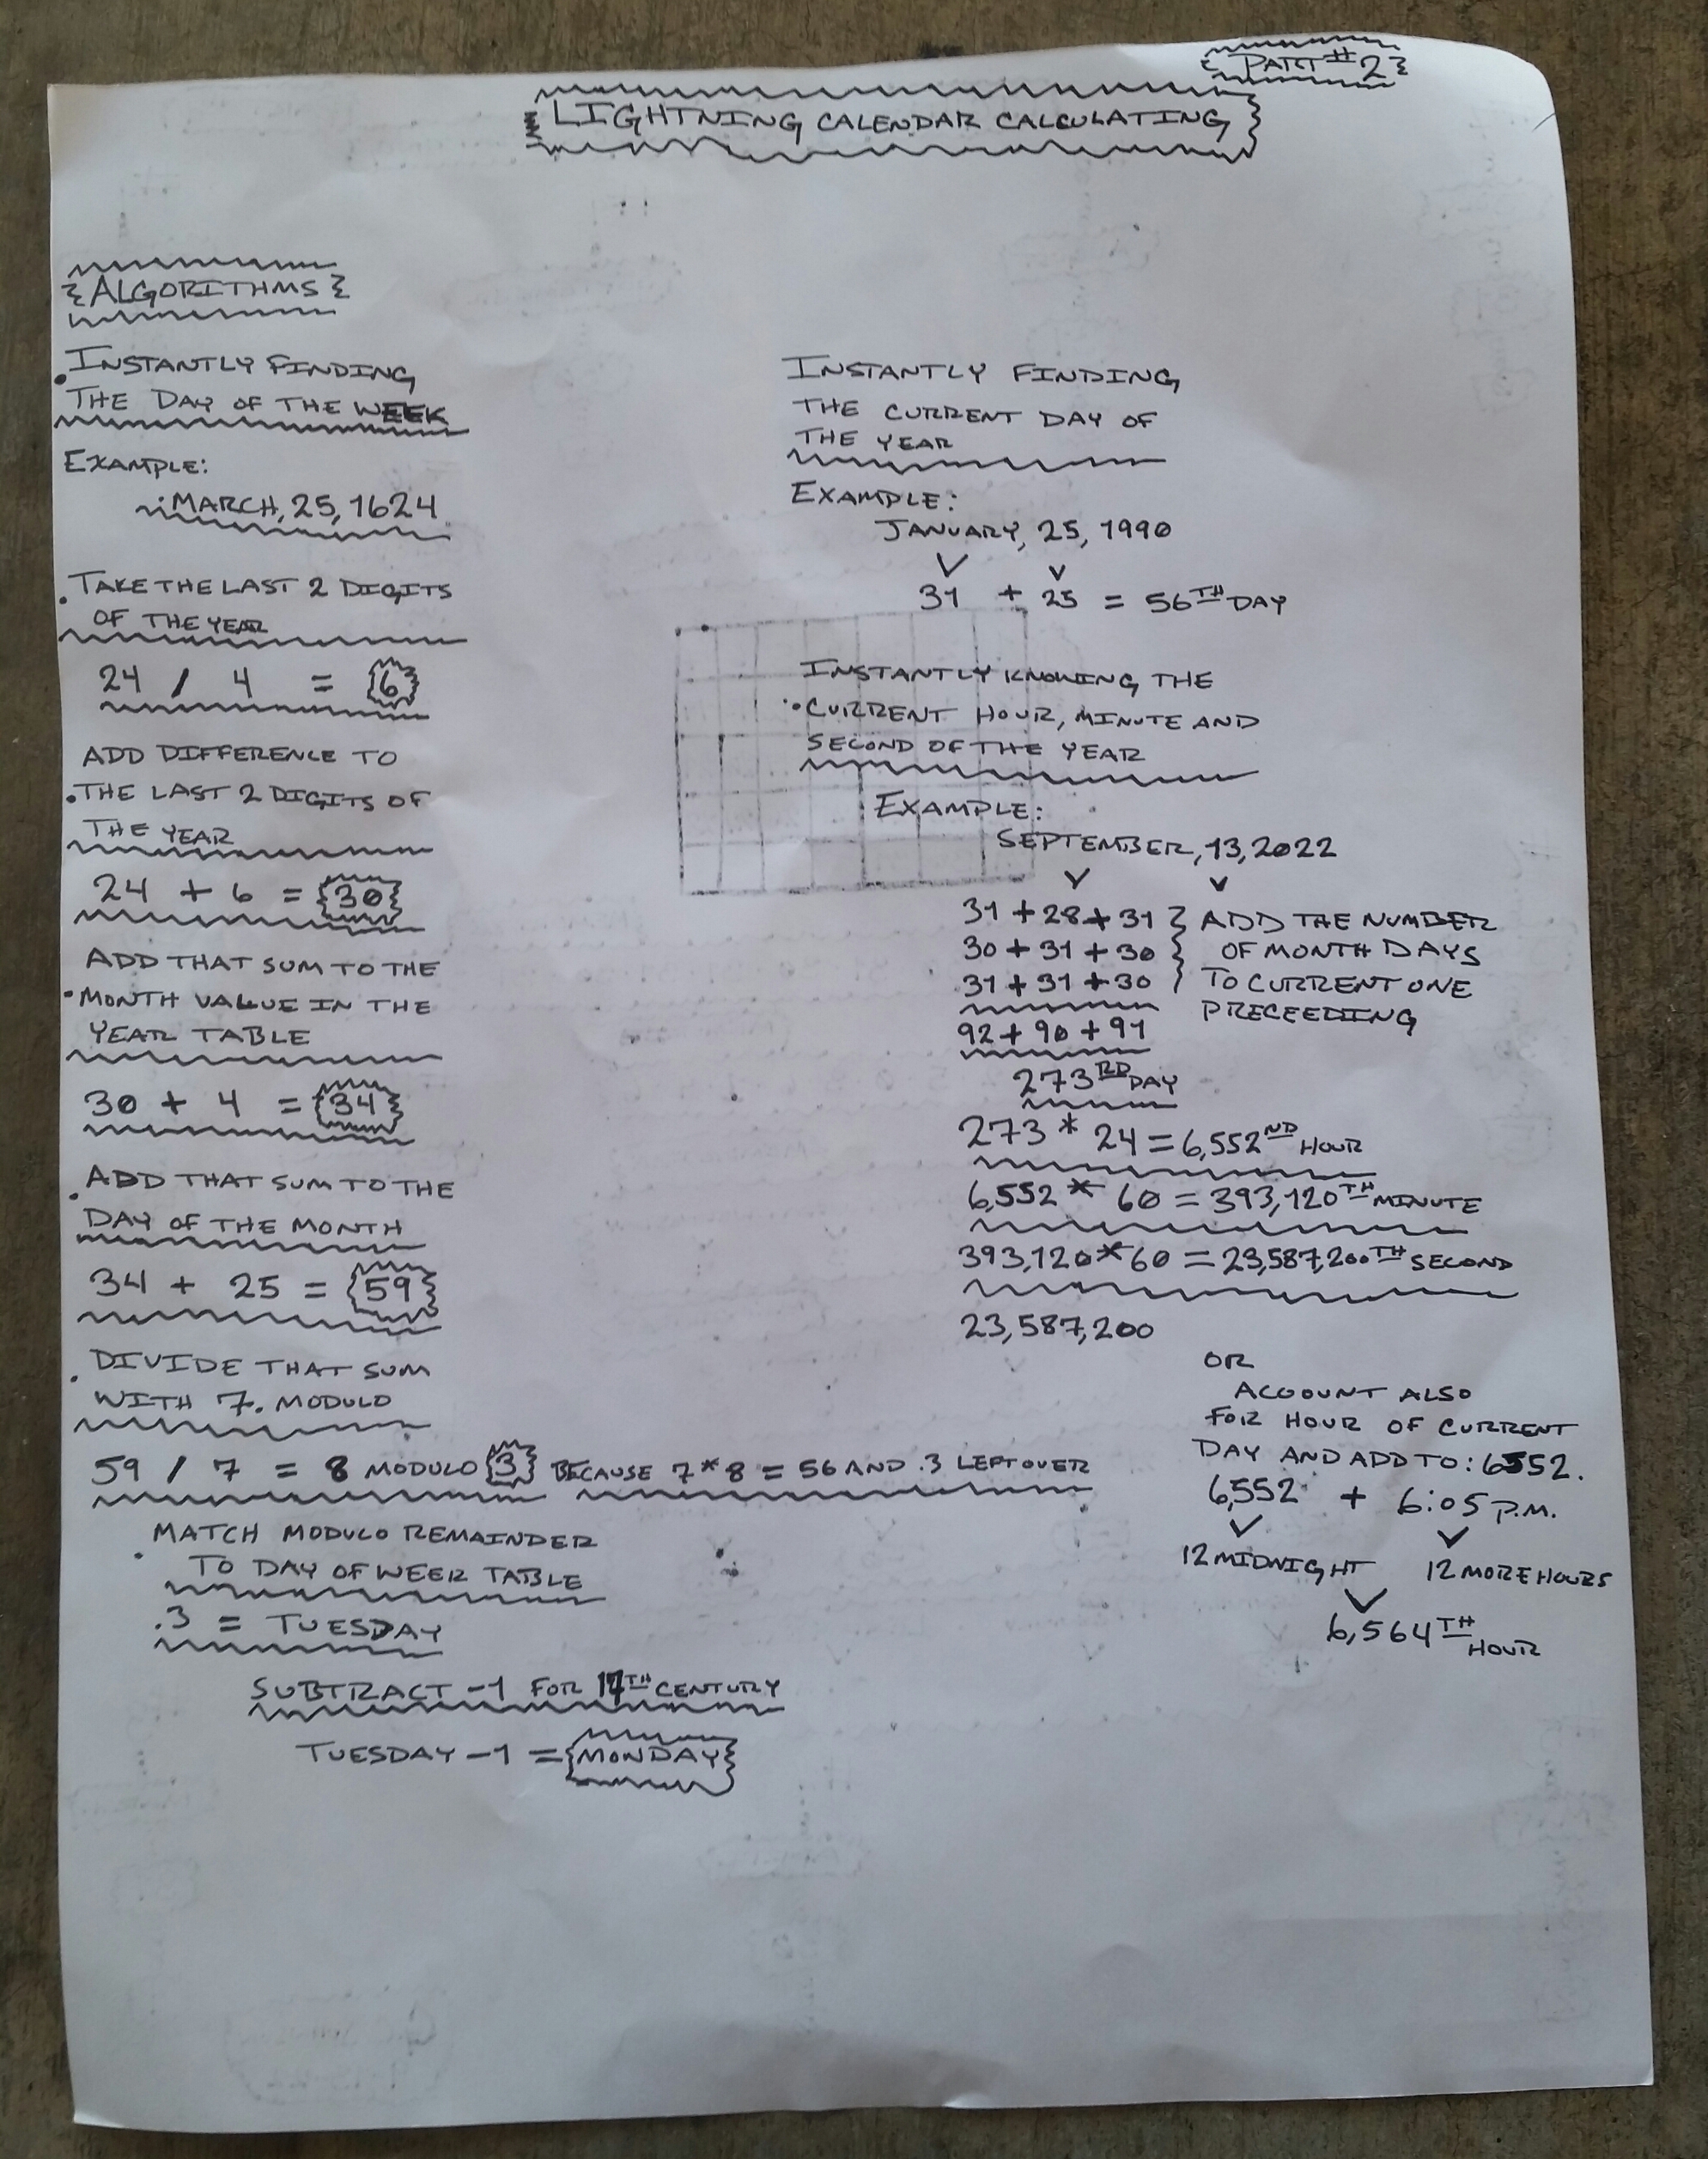 PART #2
LIGHTNING CALENDAR CALCULATING
ALGORITHMS
INSTANTLY FINDING
THE DAY OF THE WEEK
EXAMPLE:
MARCH, 25, 1624
TAKE THE LAST 2 DIGITS
OF THE YEAR
24 / 4 = {6}
ADD DIFFERENCE TO
THE LAST 2 DIGITS OF
THE YEAR
24 + 6 = {30}
ADD THAT SUM TO THE
MONTH VALUE IN THE
YEAR TABLE
30 + 4 = {34}
ADD THAT SUM TO THE
DAY OF THE MONTH
34 + 25 = {59}
DIVIDE THAT SUM
WITH 7. MODULO
59 / 7 = 8 MODULO {3} BECAUSE 7*8 = 56 AND .3 LEFTOVER
MATCH MODULO REMAINDER
TO DAY OF WEEK TABLE
.3 = TUESDAY
SUBTRACT -1 FOR 17TH CENTURY
TUESDAY -1 = {MONDAY}
INSTANTLY FINDING
THE CURRENT DAY OF
THE YEAR
EXAMPLE:
JANUARY, 25, 1990
31 + 25 = 56TH DAY
INSTANTLY KNOWING THE
CURRENT HOUR, MINUTE AND
SECOND OF THE YEAR
EXAMPLE:
SEPTEMBER, 13, 2022
31 + 28 + 31 } ADD THE NUMBER
30 + 31 + 30 } OF MONTH DAYS
31 + 31 + 30 } TO CURRENT ONE
PRECEEDING
92 + 90 + 91
273RD DAY
273 * 24 = 6,552ND HOUR
6,552 * 60 = 393,120TH MINUTE
393,120 * 60 = 23,587,200TH SECOND
23,587,200
OR
ACCOUNT ALSO
FOR HOUR OF CURRENT
DAY AND ADD TO: 6552.
6,552 + 6:05 P.M.
12 MIDNIGHT 12 MORE HOURS
6,564TH HOUR